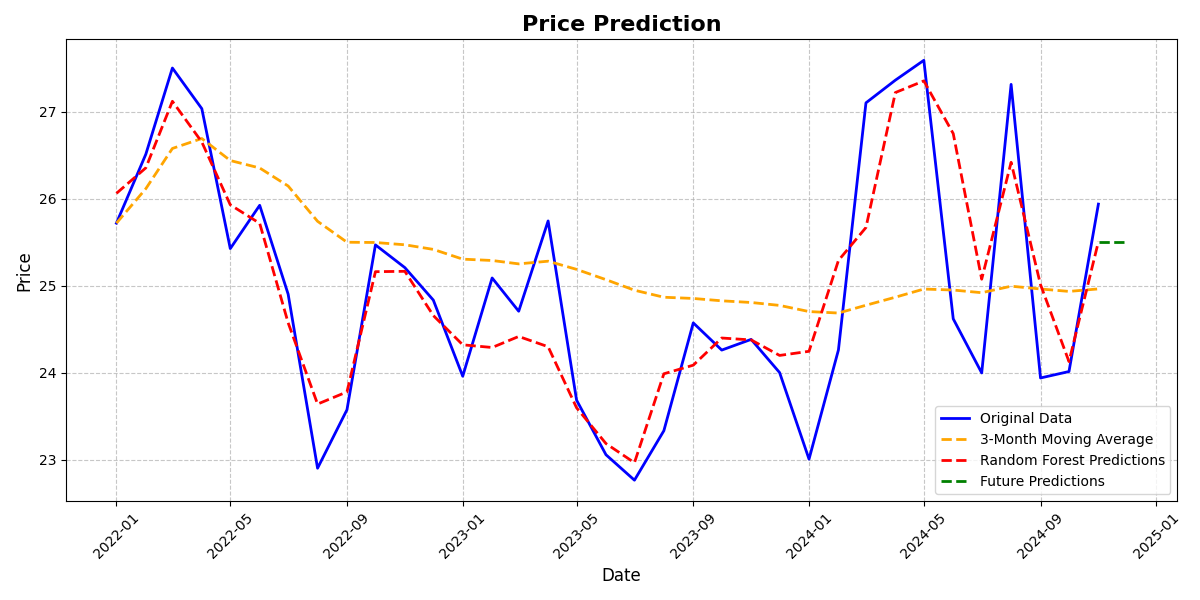 Price Prediction
Price
27
26
25
24
23
Original Data
3-Month Moving Average
Random Forest Predictions
Future Predictions
2022-01
2022-05
2022-09
2023-01
2023-05
2023-09
2024-01
2024-05
2024-09
2025-01
Date